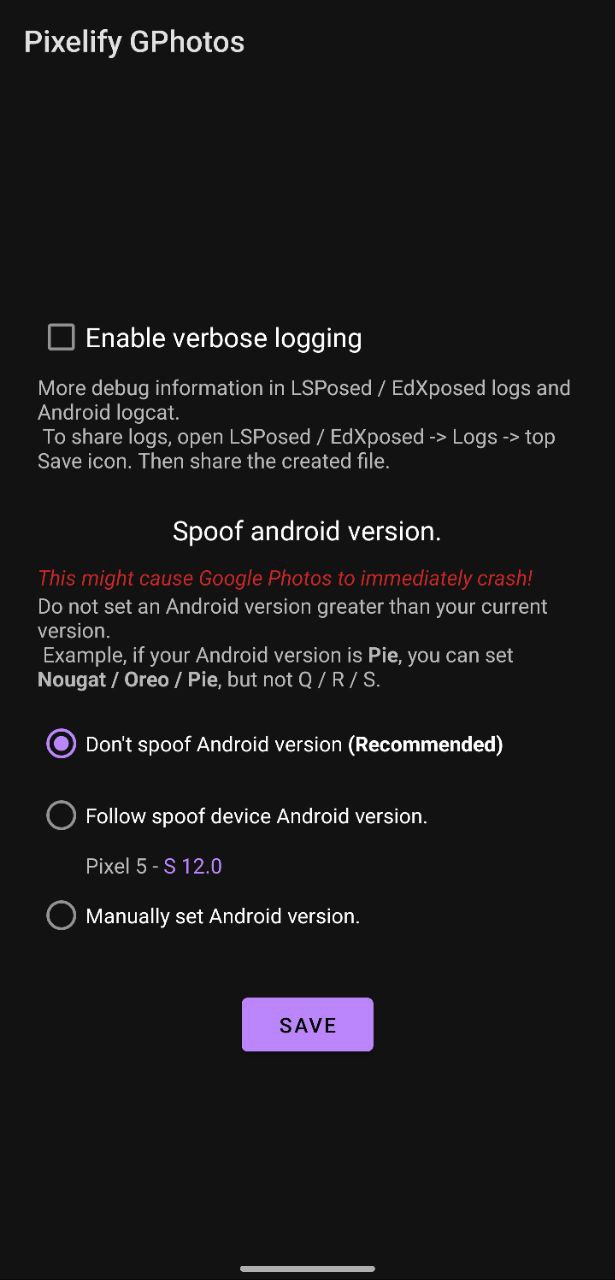 Pixelify GPhotos
Enable verbose logging
More debug information in LSPosed / EdXposed logs and
Android logcat.
To share logs, open LSPosed / EdXposed -> Logs -> top
Save icon. Then share the created file.
Spoof android version.
This might cause Google Photos to immediately crash!
Do not set an Android version greater than your current
version.
Example, if your Android version is Pie, you can set
Nougat / Oreo / Pie, but not Q / R / S.
Don't spoof Android version (Recommended)
Follow spoof device Android version.
Pixel 5 - S 12.0
Manually set Android version.
SAVE